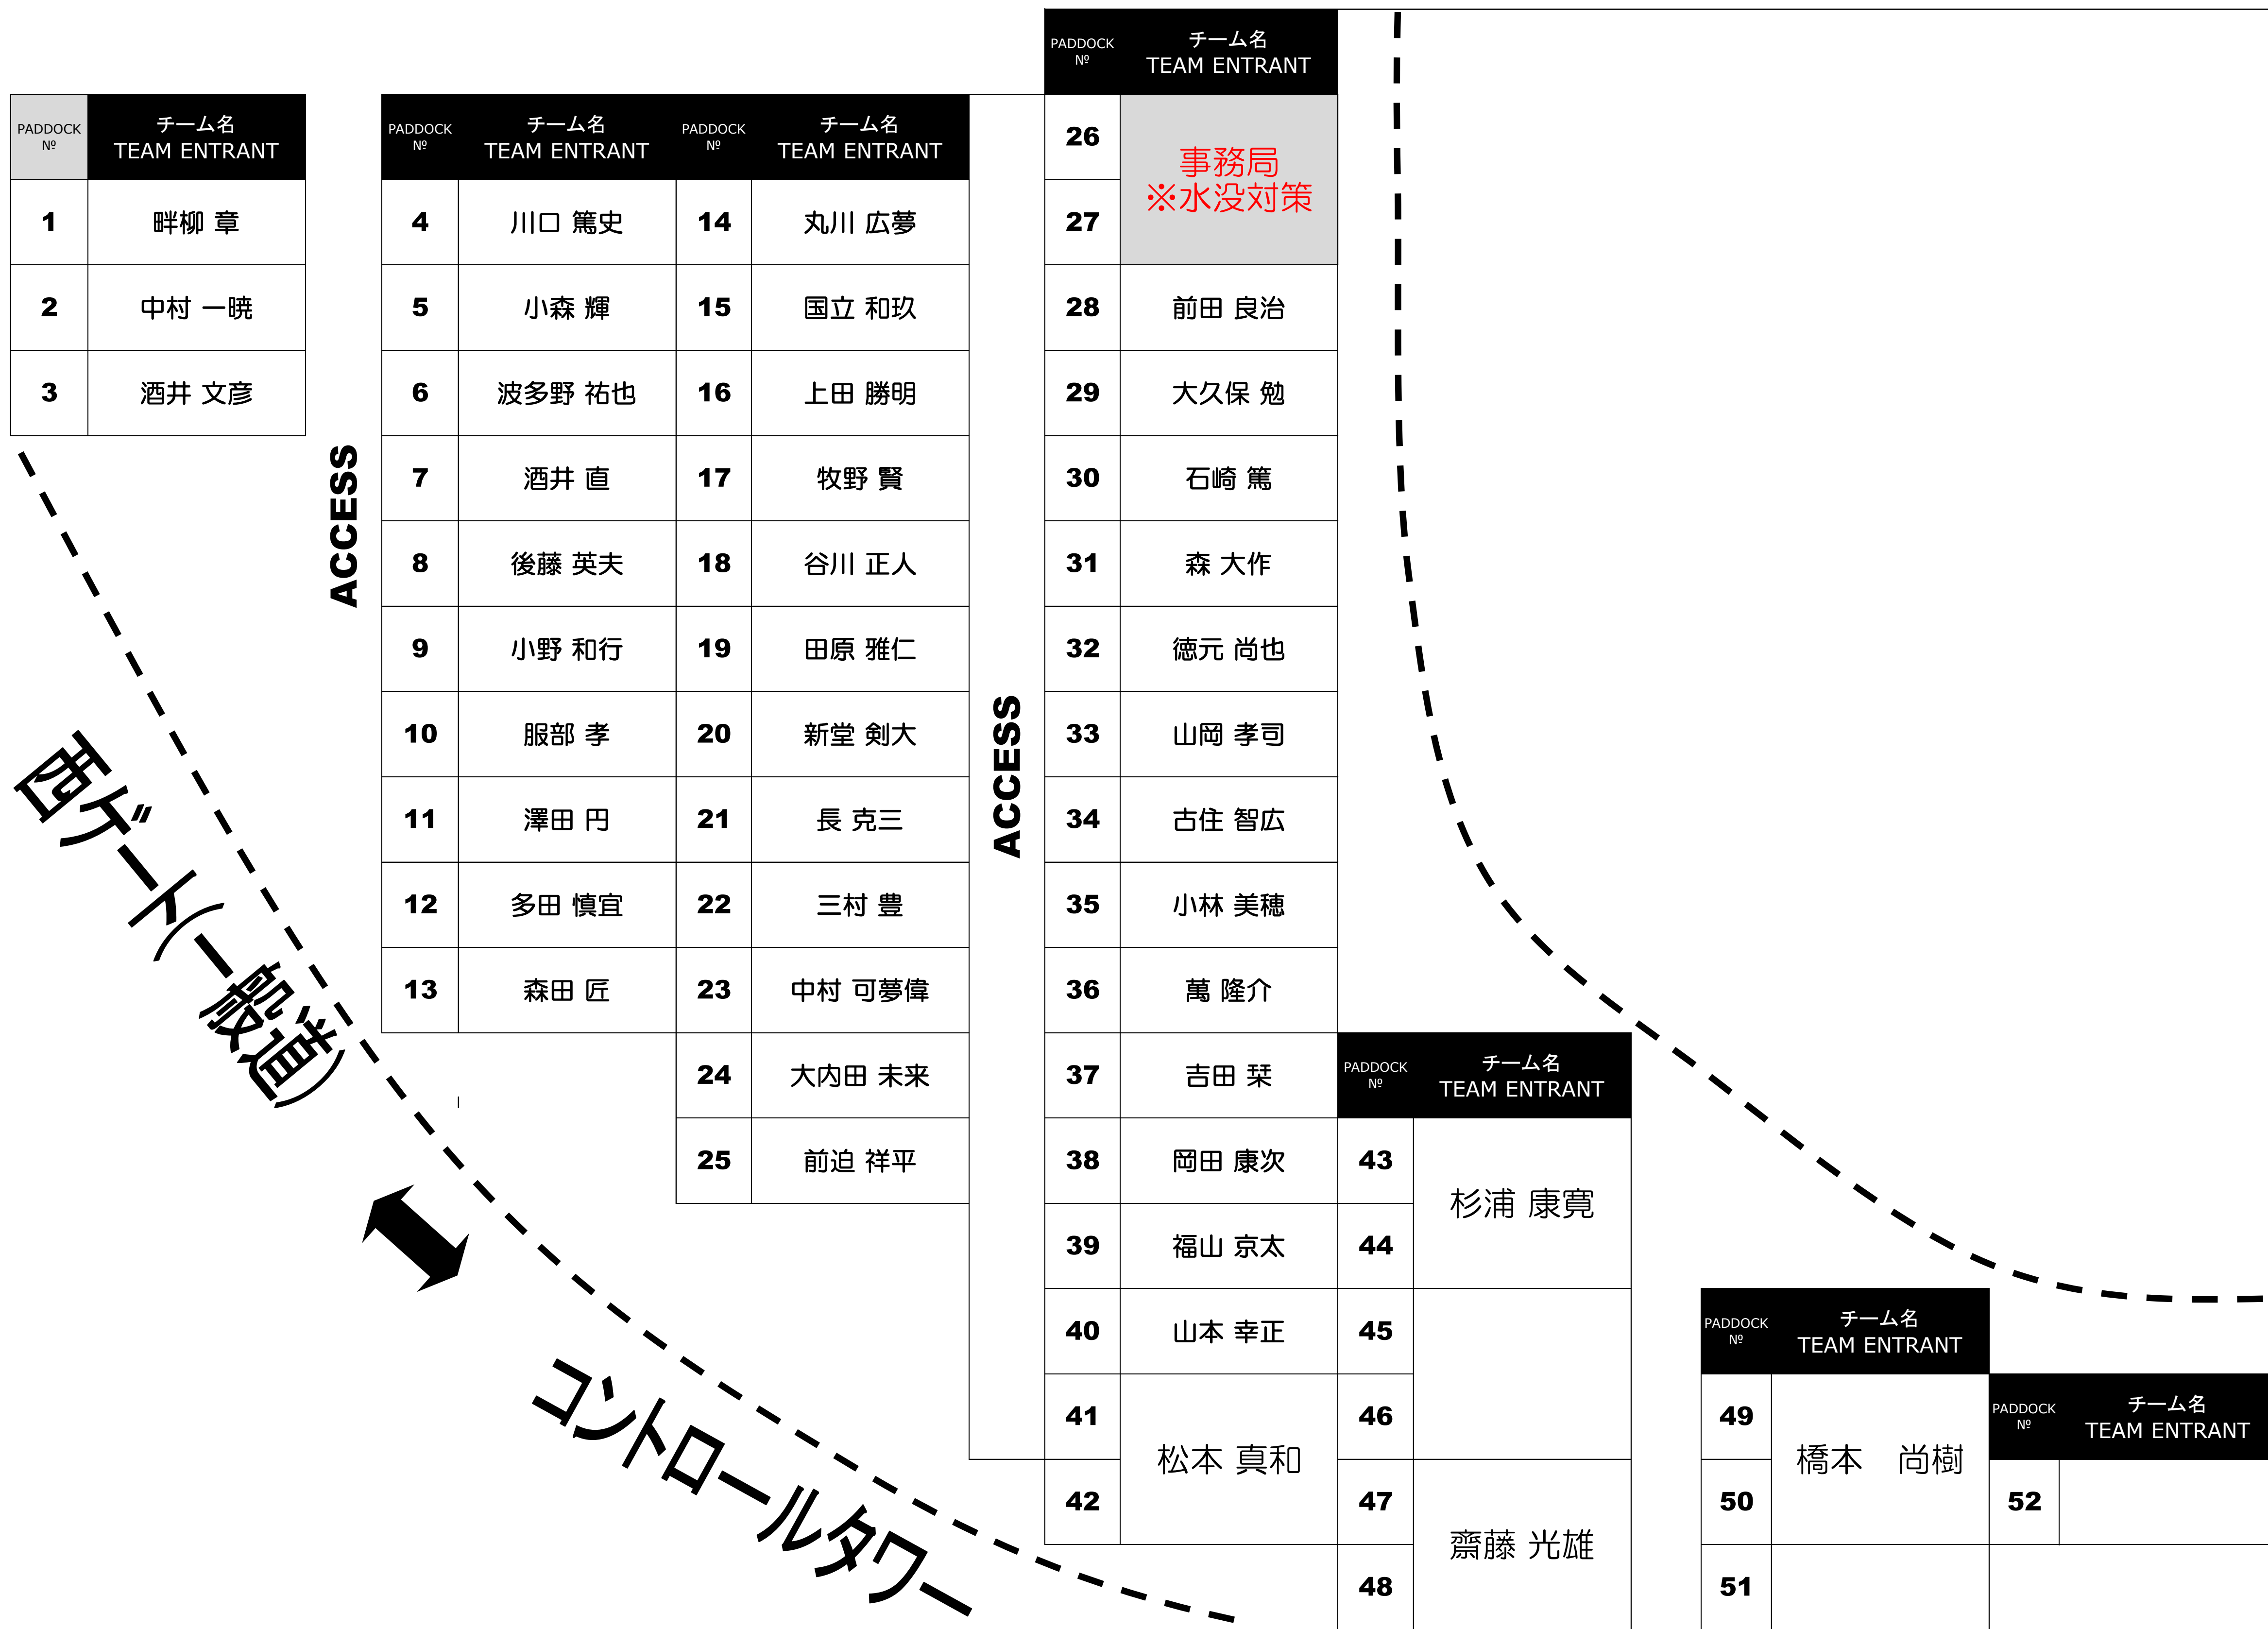 PADDOCK
Nº
チーム名
TEAM ENTRANT
1 畔柳 章
2 中村 一暁
3 酒井 文彦
ACCESS
PADDOCK
Nº
チーム名
TEAM ENTRANT
4 川口 篤史
5 小森 輝
6 波多野 祐也
7 酒井 直
8 後藤 英夫
9 小野 和行
10 服部 孝
11 澤田 円
12 多田 慎宜
13 森田 匠
PADDOCK
Nº
チーム名
TEAM ENTRANT
14 丸川 広夢
15 国立 和玖
16 上田 勝明
17 牧野 賢
18 谷川 正人
19 田原 雅仁
20 新堂 剣大
21 長 克三
22 三村 豊
23 中村 可夢偉
24 大内田 未来
25 前迫 祥平
ACCESS
PADDOCK
Nº
チーム名
TEAM ENTRANT
26
27
事務局
※水没対策
28 前田 良治
29 大久保 勉
30 石崎 篤
31 森 大作
32 徳元 尚也
33 山岡 孝司
34 古住 智広
35 小林 美穂
36 萬 隆介
37 吉田 栞
38 岡田 康次
39 福山 京太
40 山本 幸正
41
42
松本 真和
PADDOCK
Nº
チーム名
TEAM ENTRANT
43
44
杉浦 康寛
45
46
47
48
齋藤 光雄
PADDOCK
Nº
チーム名
TEAM ENTRANT
49
50
橋本　尚樹
51
PADDOCK
Nº
チーム名
TEAM ENTRANT
52
西ゲート(一般道)
コントロールタワー